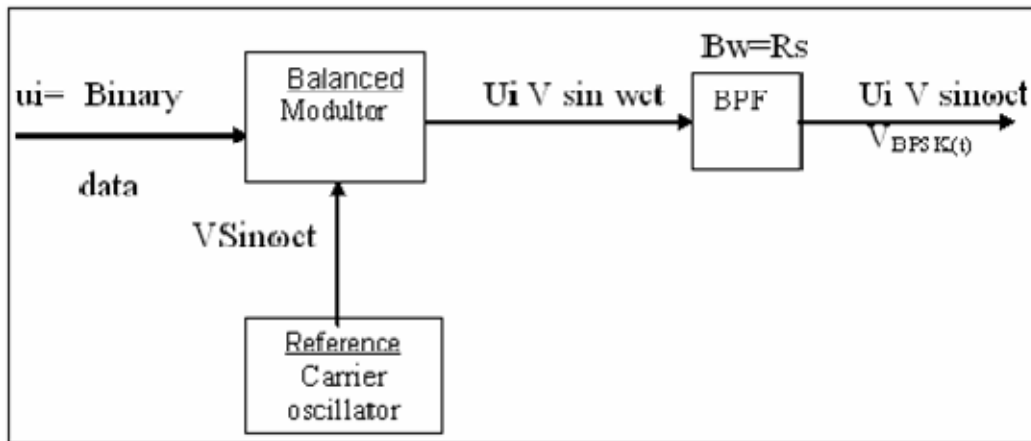 Bw=Rs
ui= Binary
data
Balanced
Modultor
Ui V sin wct
BPF
Ui V sinωct
VBPSK(t)
VSinωct
Reference
Carrier
oscillator